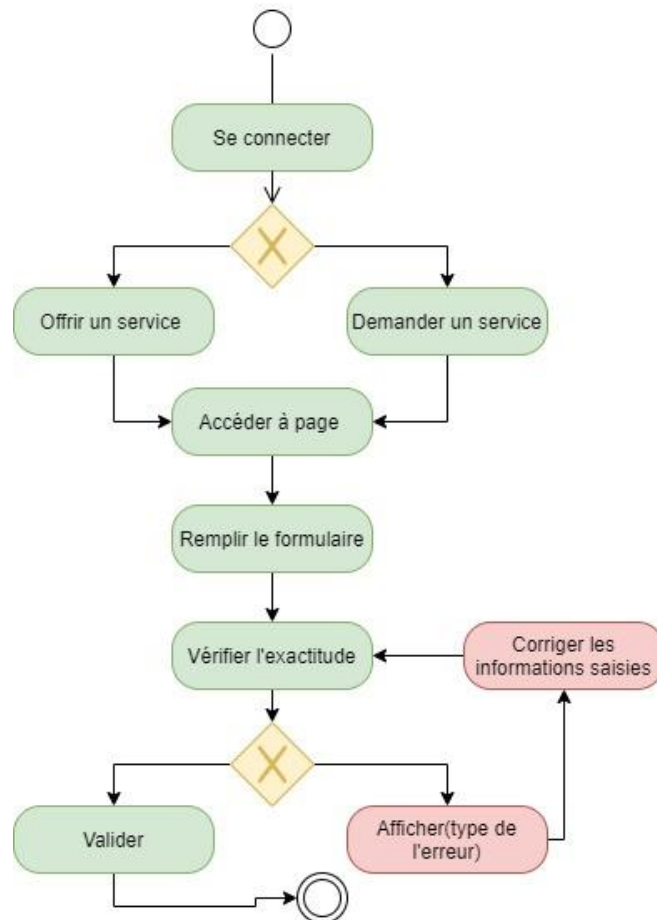 Se connecter
Offrir un service
Demander un service
Accéder à page
Remplir le formulaire
Vérifier l'exactitude
Corriger les
informations saisies
Valider
Afficher(type de
l'erreur)